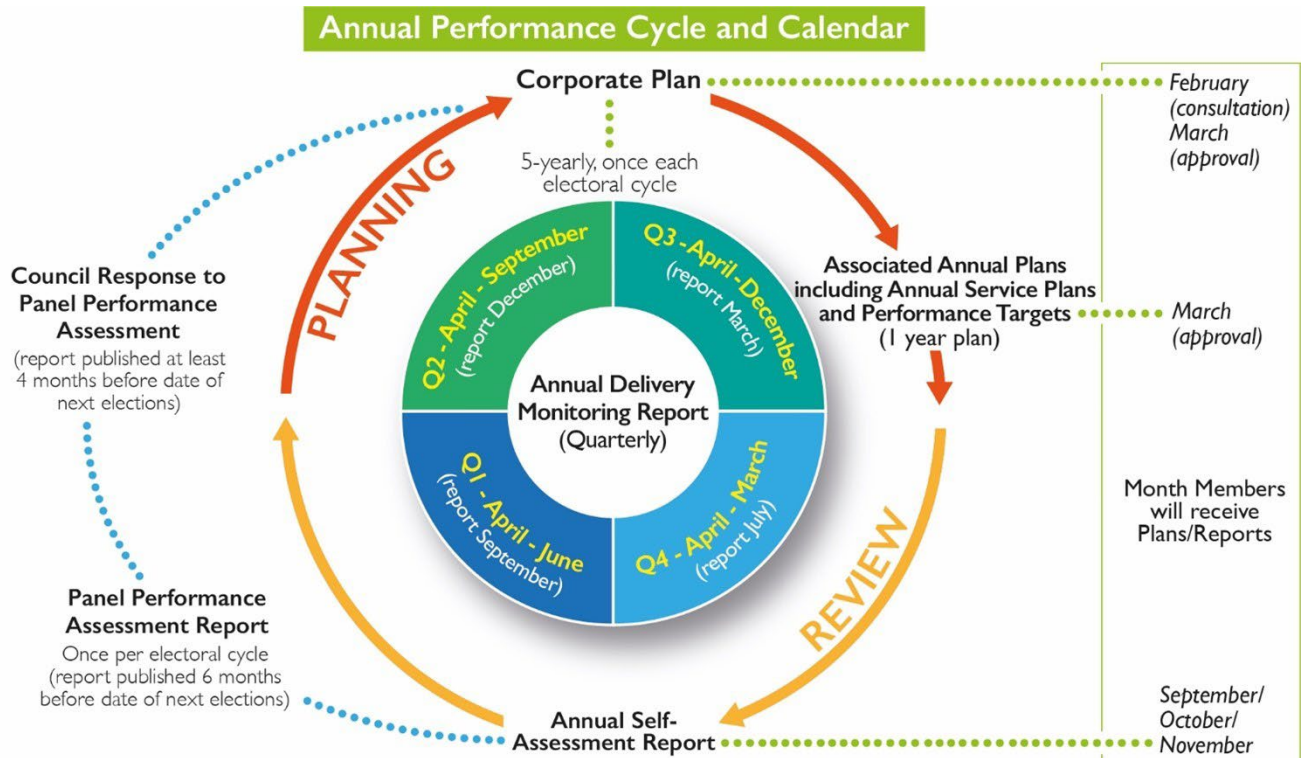 Annual Performance Cycle and Calendar
Corporate Plan
5-yearly, once each
electoral cycle
February
(consultation)
March
(approval)
PLANNING
Council Response to
Panel Performance
Assessment
(report published at least
4 months before date of
next elections)
Q2 - April - September
(report December)
Q3 - April - December
(report March)
Associated Annual Plans
including Annual Service Plans
and Performance Targets
(1 year plan)
March
(approval)
Annual Delivery
Monitoring Report
(Quarterly)
Q1 - April - June
(report September)
Q4 - April - March
(report July)
Month Members
will receive
Plans/Reports
REVIEW
Panel Performance
Assessment Report
Once per electoral cycle
(report published 6 months
before date of next elections)
Annual Self-
Assessment Report
September/
October/
November